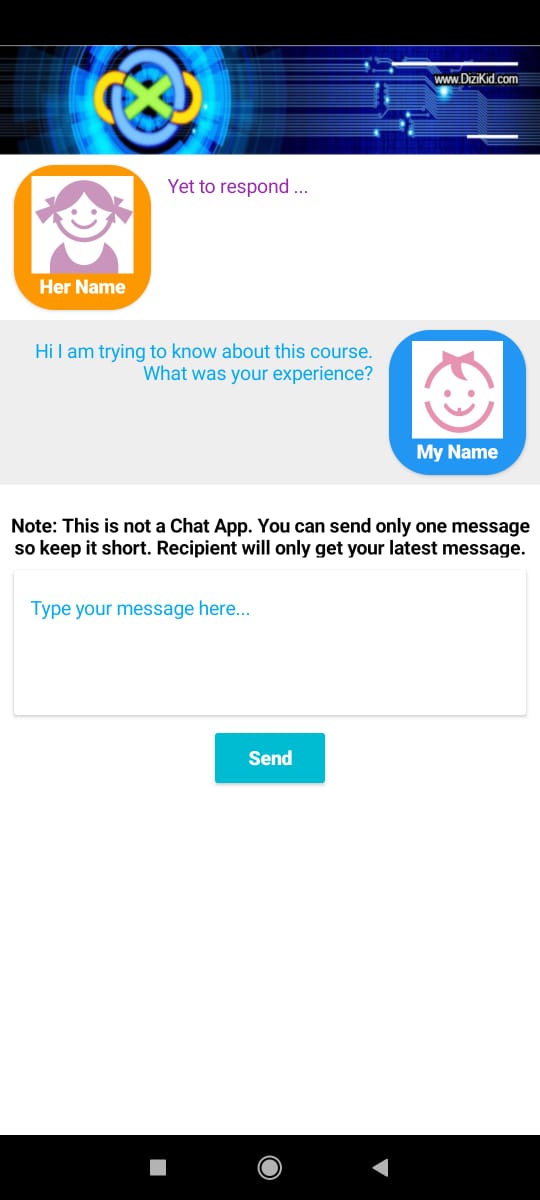 www.DiziKid.com
Yet to respond ...
Her Name
Hi I am trying to know about this course.
What was your experience?
My Name
Note: This is not a Chat App. You can send only one message
so keep it short. Recipient will only get your latest message.
Type your message here...
Send